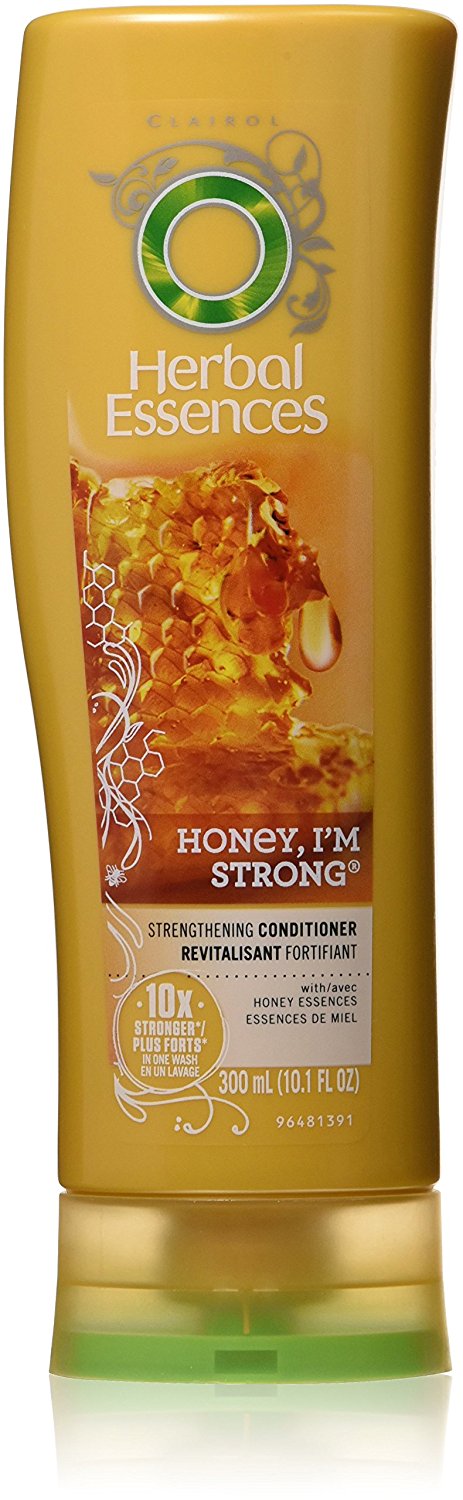 CLAIROL
Herbal
Essences
HONEY, I'M
STRONG®
STRENGTHENING CONDITIONER
REVITALISANT FORTIFIANT
with/avec
HONEY ESSENCES
ESSENCES DE MIEL
10x
STRONGER*/
PLUS FORTS*
IN ONE WASH
EN UN LAVAGE
300 mL (10.1 FL OZ)
96481391